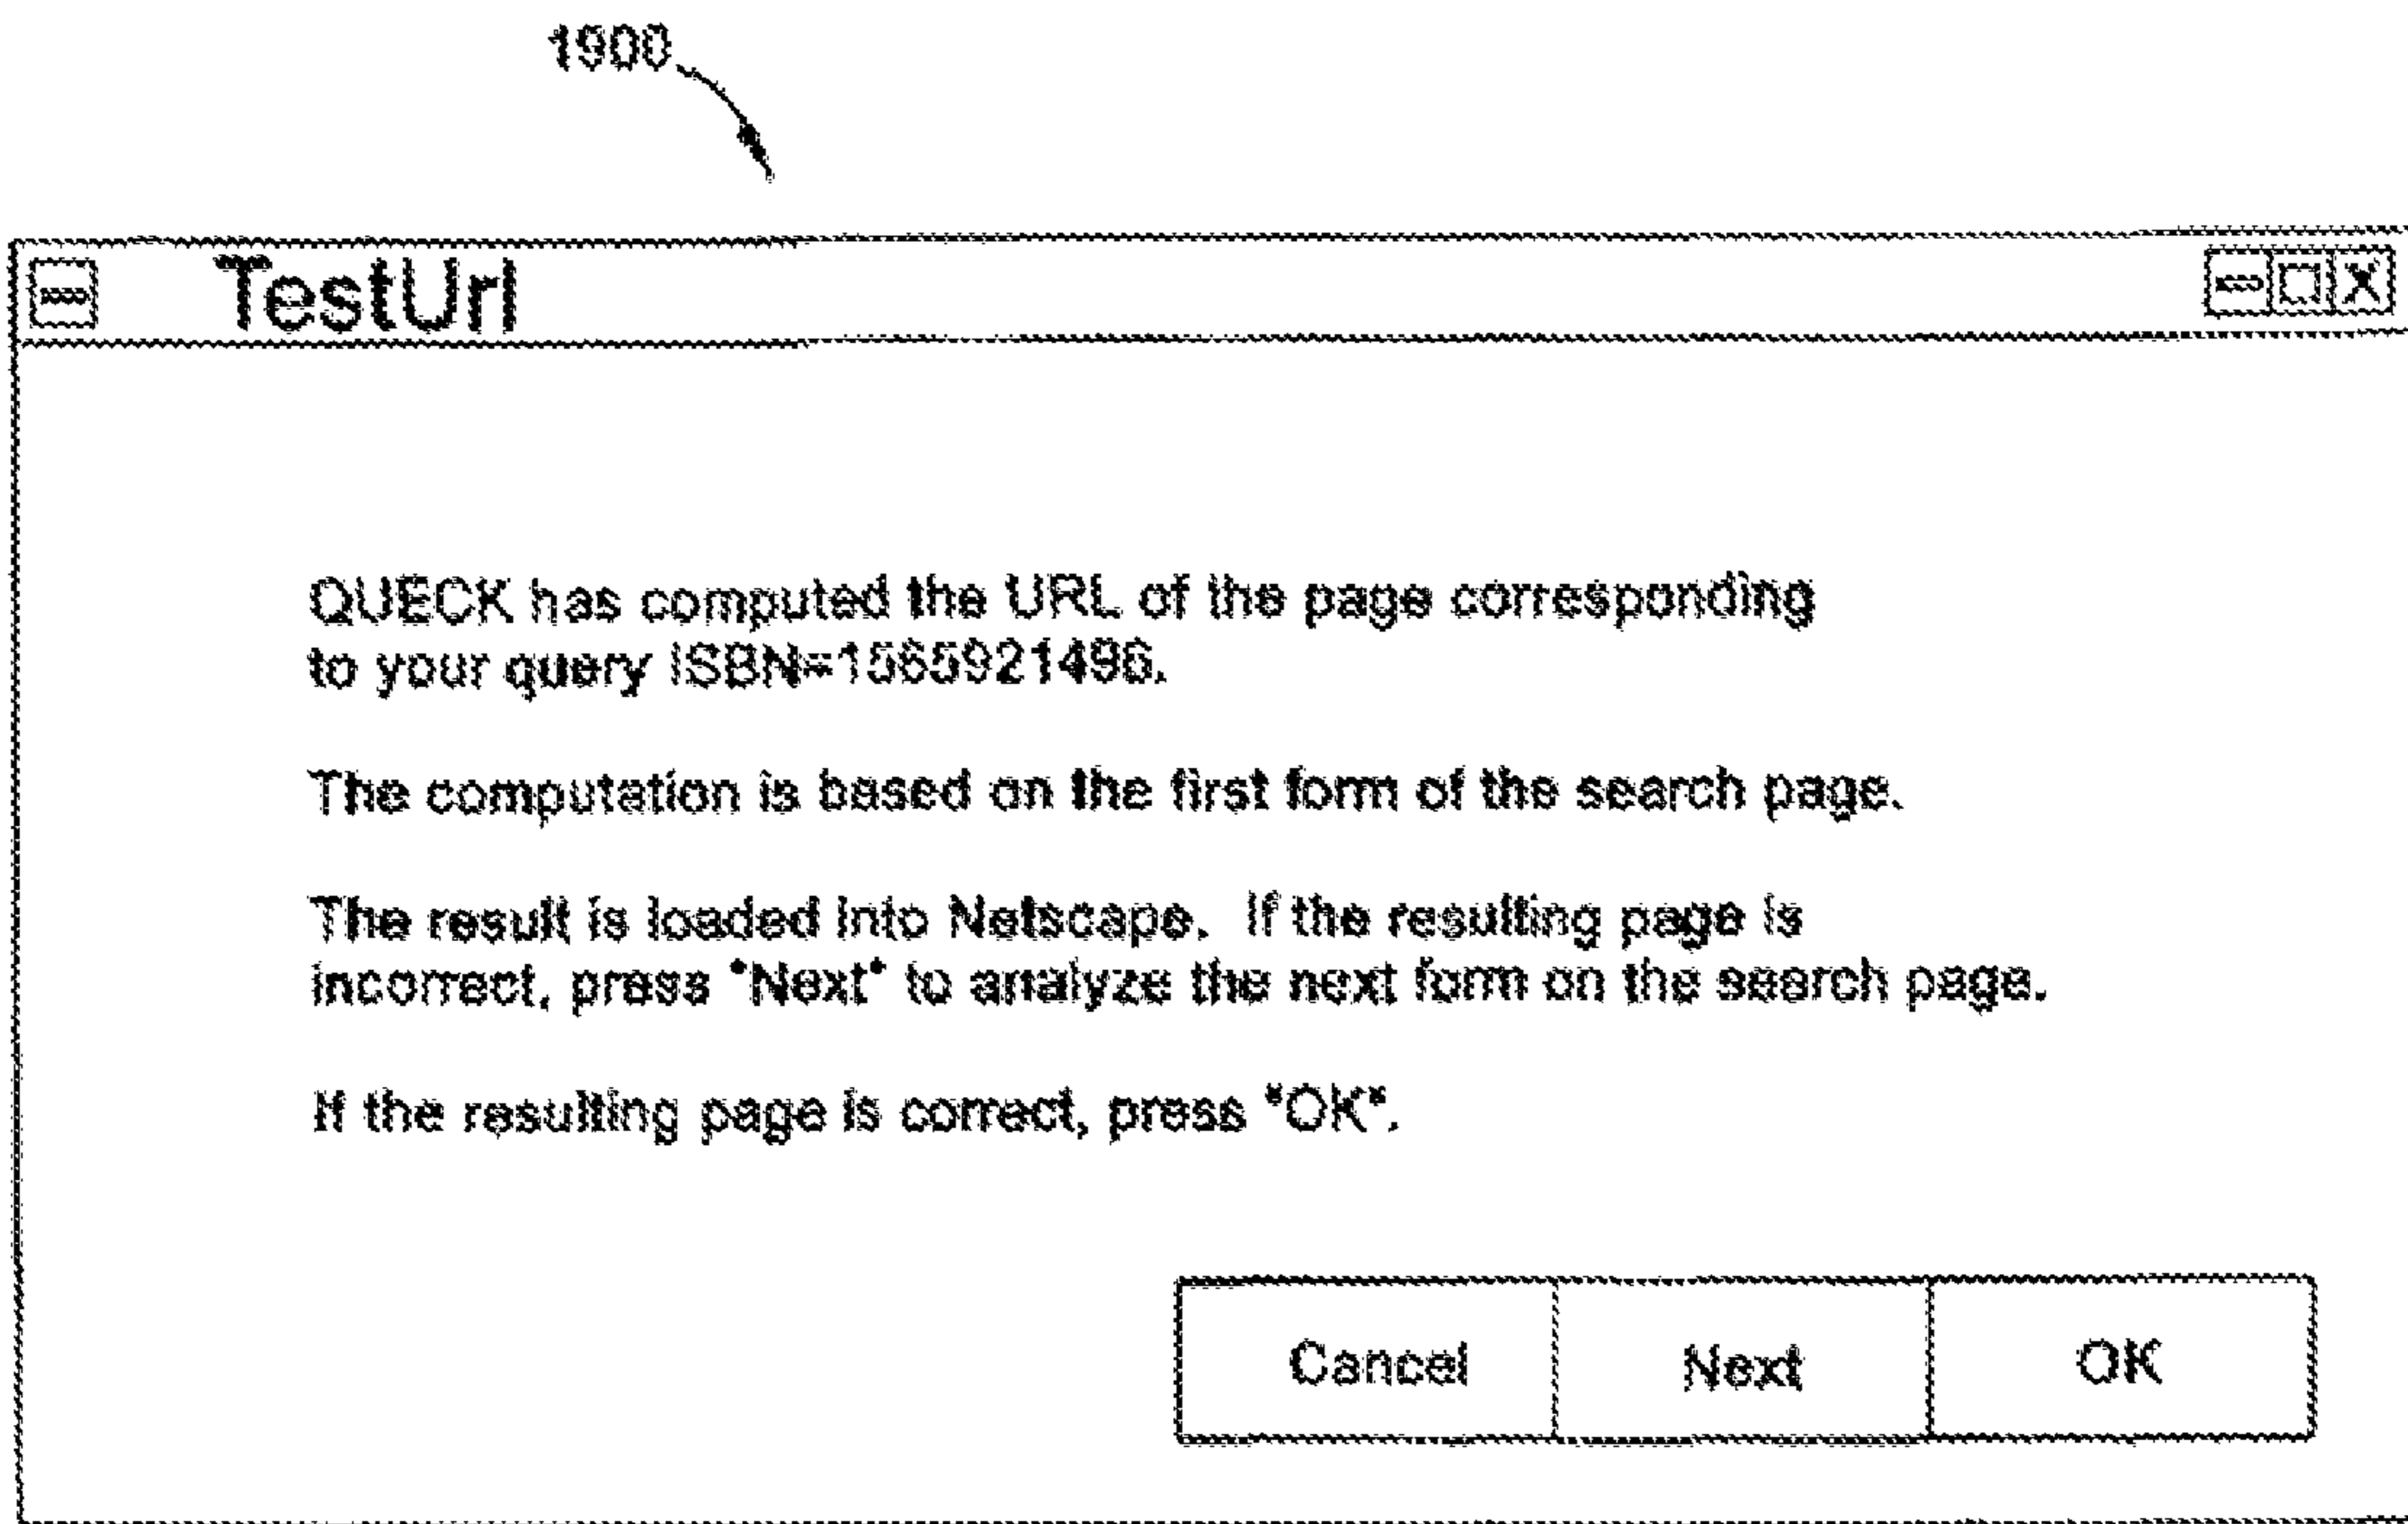 1900
TestUrl
QUECK has computed the URL of the page corresponding
to your query ISBN=1565921496.
The computation is based on the first form of the search page.
The result is loaded into Netscape. If the resulting page is
incorrect, press "Next" to analyze the next form on the search page.
If the resulting page is correct, press "OK".
Cancel
Next
OK